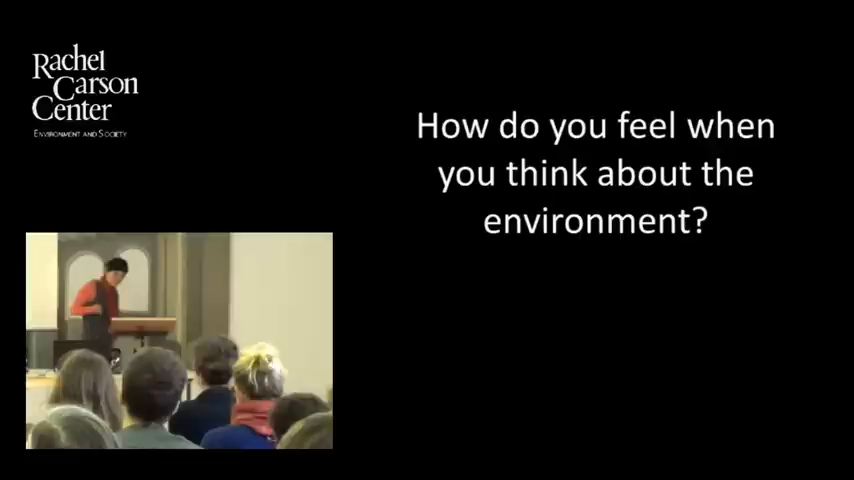 Rachel
Carson
Center
ENVIRONMENT AND SOCIETY
How do you feel when
you think about the
environment?